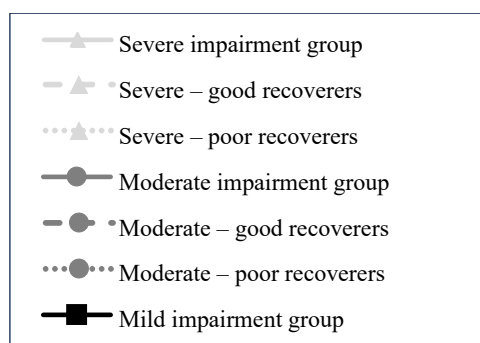 Severe impairment group
Severe – good recoverers
Severe – poor recoverers
Moderate impairment group
Moderate – good recoverers
Moderate – poor recoverers
Mild impairment group